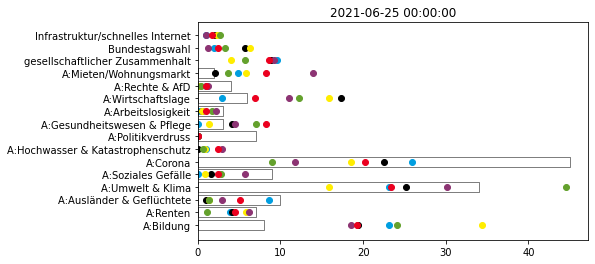 2021-06-25 00:00:00
Infrastruktur/schnelles Internet
Bundestagswahl
gesellschaftlicher Zusammenhalt
A:Mieten/Wohnungsmarkt
A:Rechte & AfD
A:Wirtschaftslage
A:Arbeitslosigkeit
A:Gesundheitswesen & Pflege
A:Politikverdruss
A:Hochwasser & Katastrophenschutz
A:Corona
A:Soziales Gefälle
A:Umwelt & Klima
A:Ausländer & Geflüchtete
A:Renten
A:Bildung
0 10 20 30 40